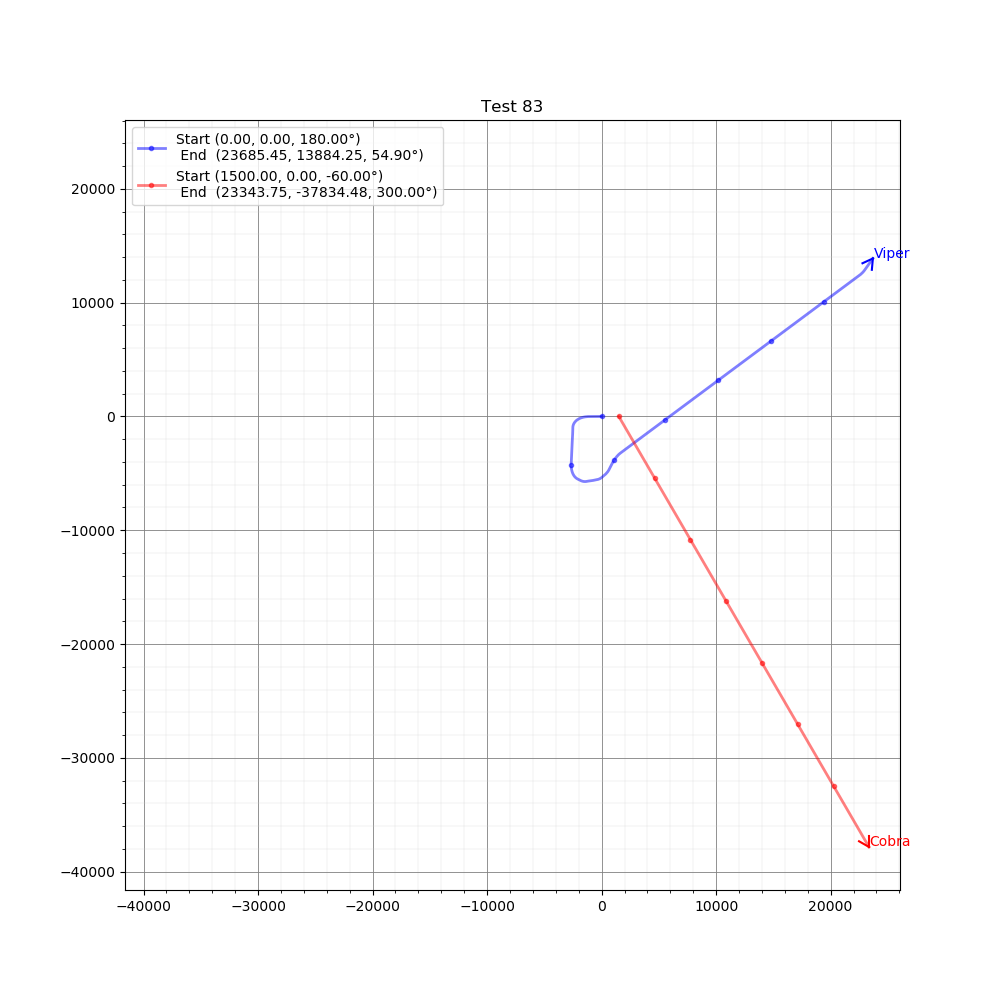 Test 83
Start (0.00, 0.00, 180.00°)
End (23685.45, 13884.25, 54.90°)
Start (1500.00, 0.00, -60.00°)
End (23343.75, -37834.48, 300.00°)
20000
Viper
10000
0
−10000
−20000
−30000
Cobra
−40000
−40000 −30000 −20000 −10000 0 10000 20000